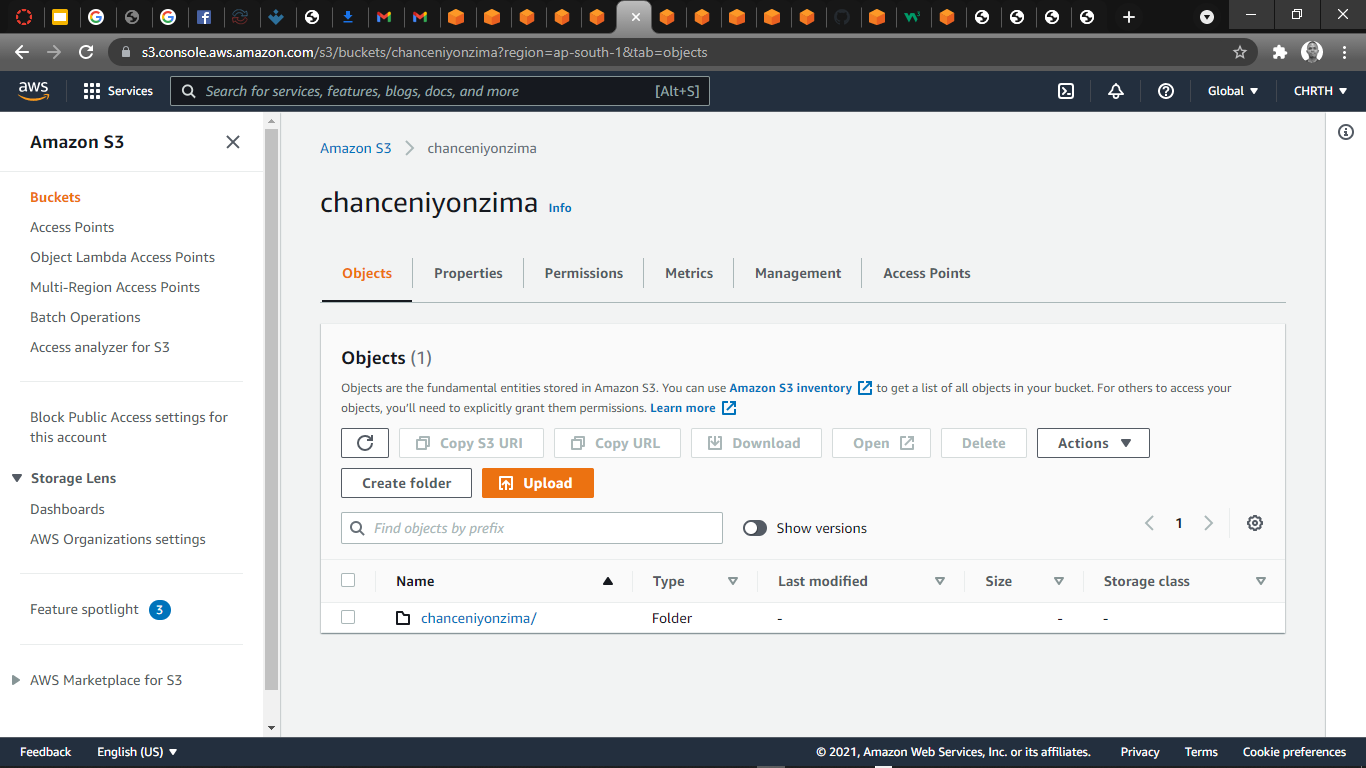 s3.console.aws.amazon.com/s3/buckets/chanceniyonzima?region=ap-south-1&tab=objects
aws
Services
Search for services, features, blogs, docs, and more
[Alt+S]
Global
CHRTH
Amazon S3
Buckets
Access Points
Object Lambda Access Points
Multi-Region Access Points
Batch Operations
Access analyzer for S3
Block Public Access settings for
this account
Storage Lens
Dashboards
AWS Organizations settings
Feature spotlight 3
AWS Marketplace for S3
Amazon S3 > chanceniyonzima
chanceniyonzima Info
Objects Properties Permissions Metrics Management Access Points
Objects (1)
Objects are the fundamental entities stored in Amazon S3. You can use Amazon S3 inventory to get a list of all objects in your bucket. For others to access your
objects, you'll need to explicitly grant them permissions. Learn more
Copy S3 URI Copy URL Download Open Delete Actions
Create folder Upload
Find objects by prefix Show versions 1
Name Type Last modified Size Storage class
chanceniyonzima/ Folder - - -
Feedback English (US) © 2021, Amazon Web Services, Inc. or its affiliates. Privacy Terms Cookie preferences